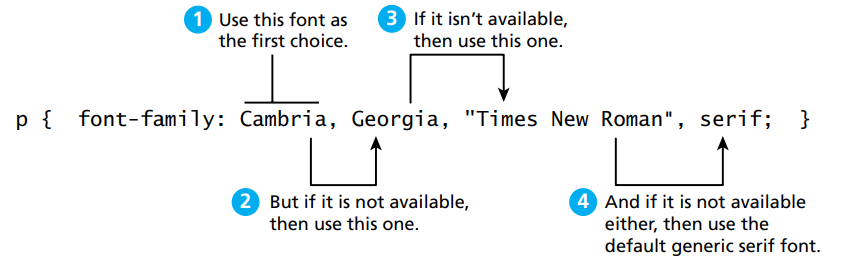 1 Use this font as
the first choice.
3 If it isn’t available,
then use this one.
p { font-family: Cambria, Georgia, "Times New Roman", serif; }
2 But if it is not available,
then use this one.
4 And if it is not available
either, then use the
default generic serif font.